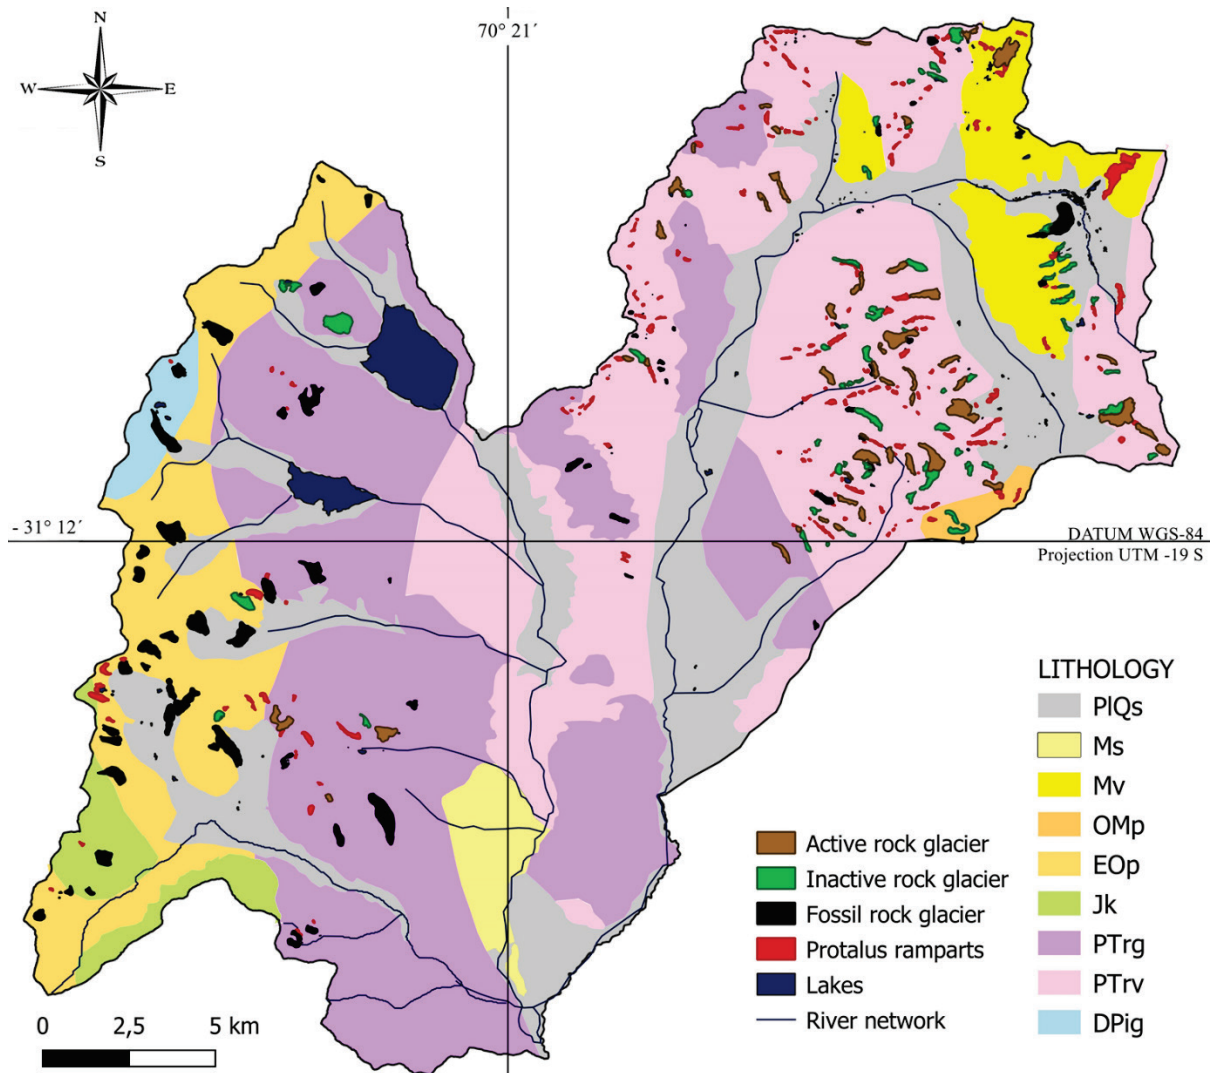 N
W E
S
70° 21´
- 31° 12´
DATUM WGS-84
Projection UTM -19 S
LITHOLOGY
PlQs
Ms
Mv
OMp
EOp
Jk
PTrg
PTrv
DPig
Active rock glacier
Inactive rock glacier
Fossil rock glacier
Protalus ramparts
Lakes
River network
0 2,5 5 km